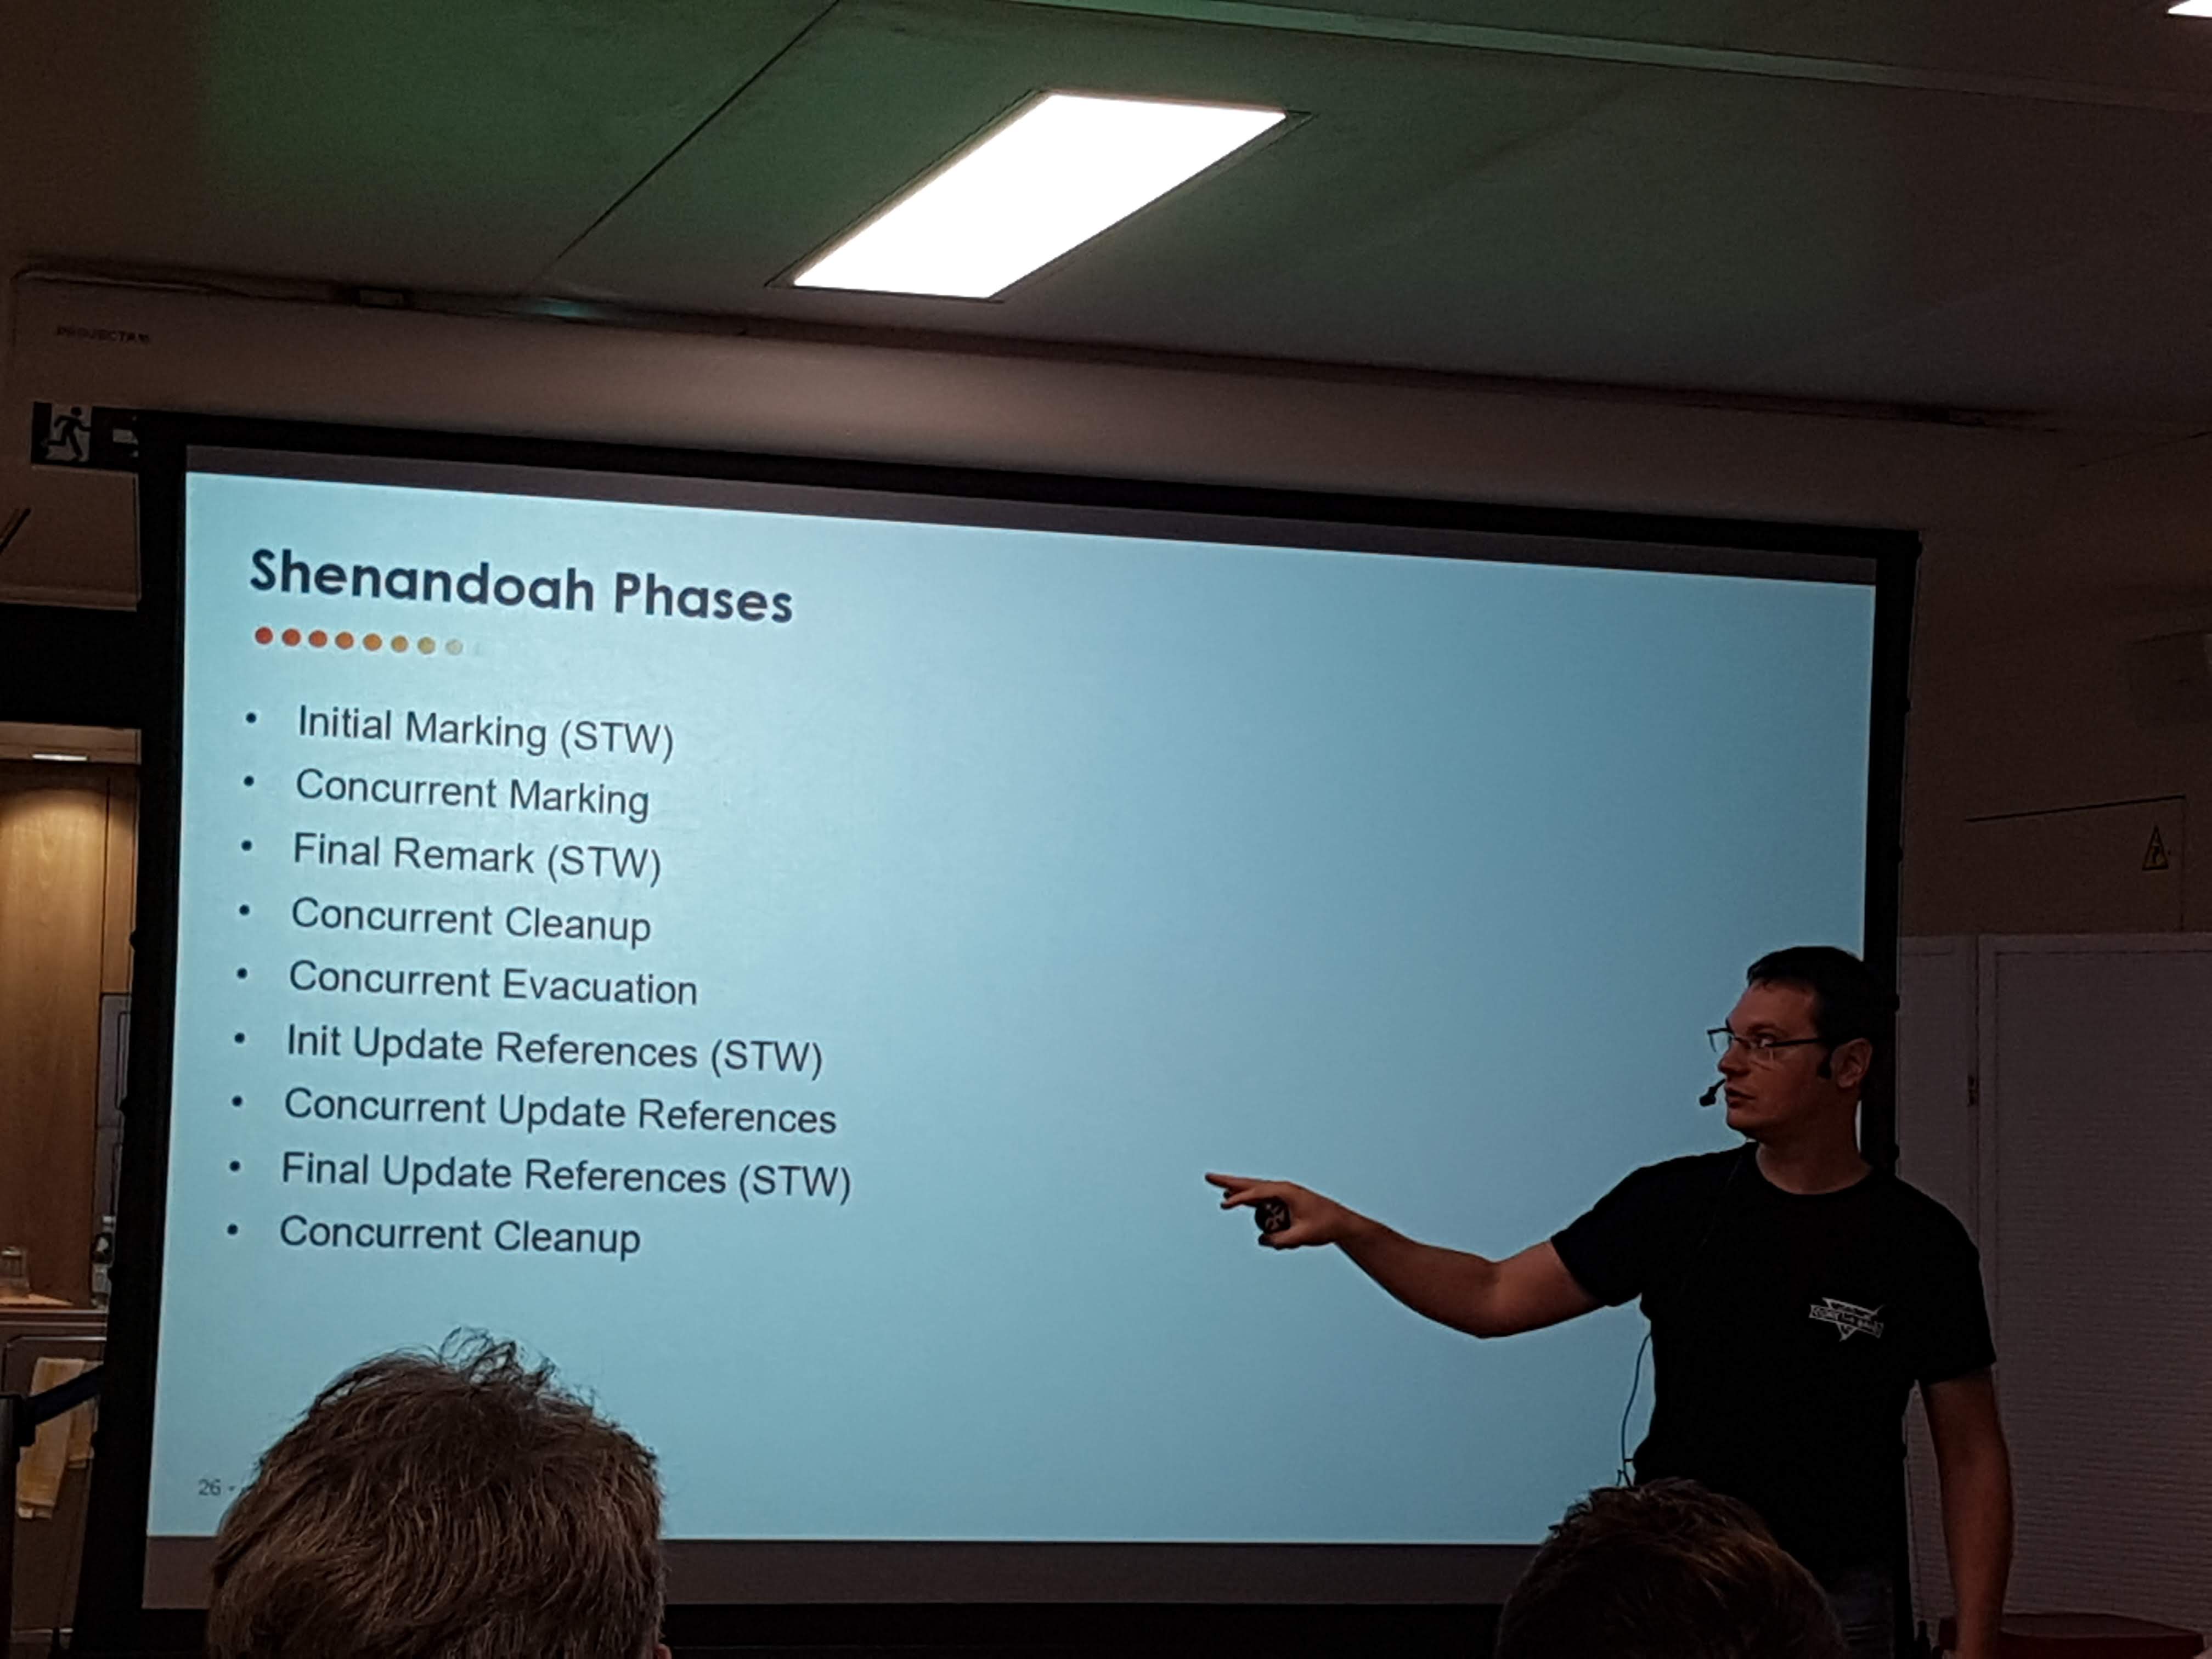 PROJECTA
Shenandoah Phases
• Initial Marking (STW)
• Concurrent Marking
• Final Remark (STW)
• Concurrent Cleanup
• Concurrent Evacuation
• Init Update References (STW)
• Concurrent Update References
• Final Update References (STW)
• Concurrent Cleanup
26